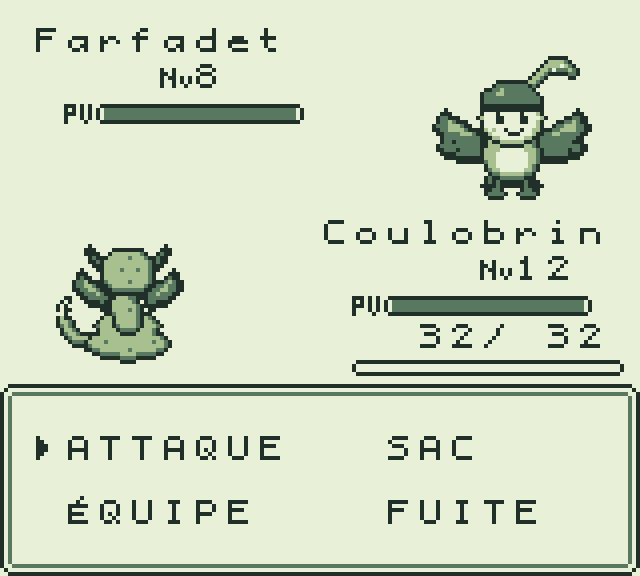 Farfadet
Nv8
PV
Coulobrin
Nv12
PV
32/ 32
ATTAQUE SAC
ÉQUIPE FUITE